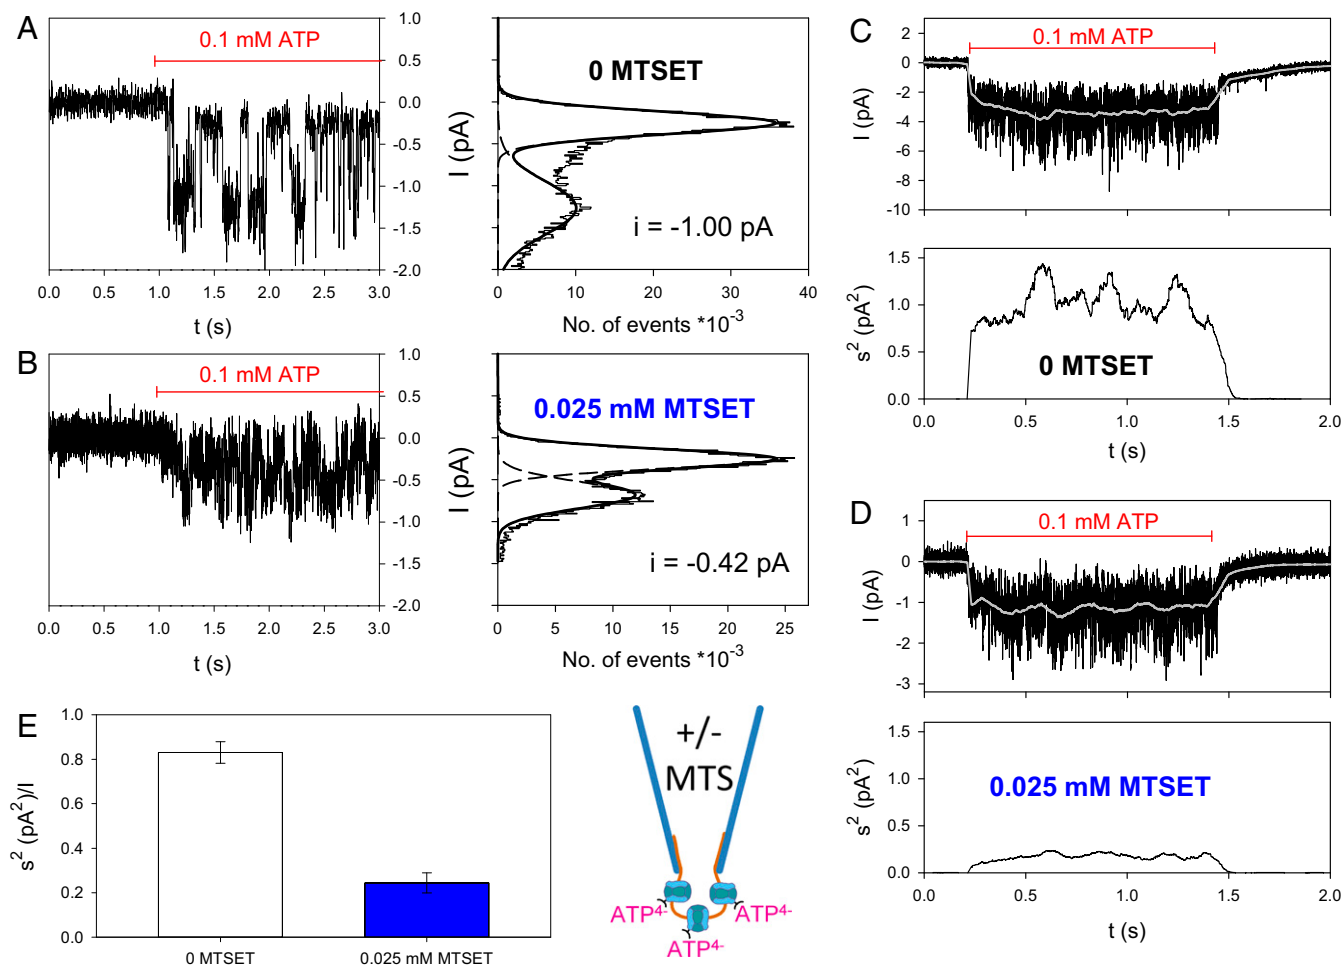 A
0.1 mM ATP
1.0
0.5
0.0
-0.5
-1.0
-1.5
-2.0
I (pA)
0.0 0.5 1.0 1.5 2.0 2.5 3.0
t (s)
0 MTSET
i = -1.00 pA
0 10 20 30 40
No. of events *10-3
B
0.1 mM ATP
1.0
0.5
0.0
-0.5
-1.0
-1.5
-2.0
I (pA)
0.0 0.5 1.0 1.5 2.0 2.5 3.0
t (s)
0.025 mM MTSET
i = -0.42 pA
0 5 10 15 20 25
No. of events *10-3
C
0.1 mM ATP
2
0
-2
-4
-6
-8
-10
I (pA)
1.5
1.0
0.5
0.0
s2 (pA2)
0 MTSET
0.0 0.5 1.0 1.5 2.0
t (s)
D
0.1 mM ATP
1
0
-1
-2
-3
I (pA)
1.5
1.0
0.5
0.0
s2 (pA2)
0.025 mM MTSET
0.0 0.5 1.0 1.5 2.0
t (s)
E
1.0
0.8
0.6
0.4
0.2
0.0
s2 (pA2)/I
0 MTSET
0.025 mM MTSET
+/-
MTS
ATP4-
ATP4-
ATP4-